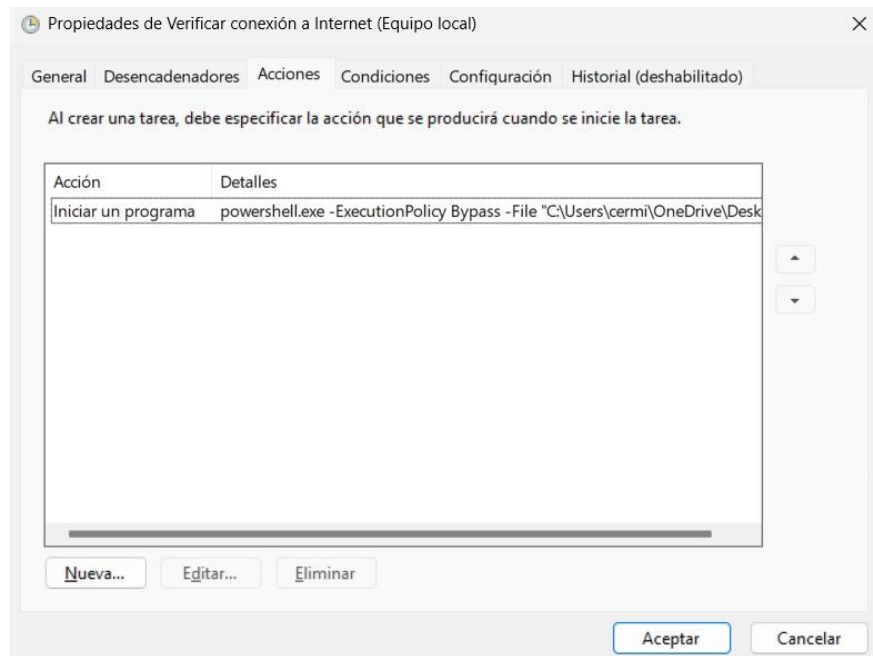 Propiedades de Verificar conexión a Internet (Equipo local)
General Desencadenadores Acciones Condiciones Configuración Historial (deshabilitado)
Al crear una tarea, debe especificar la acción que se producirá cuando se inicie la tarea.
Acción Detalles
Iniciar un programa powershell.exe -ExecutionPolicy Bypass -File "C:\Users\cermi\OneDrive\Desk
Nueva... Editar... Eliminar
Aceptar Cancelar